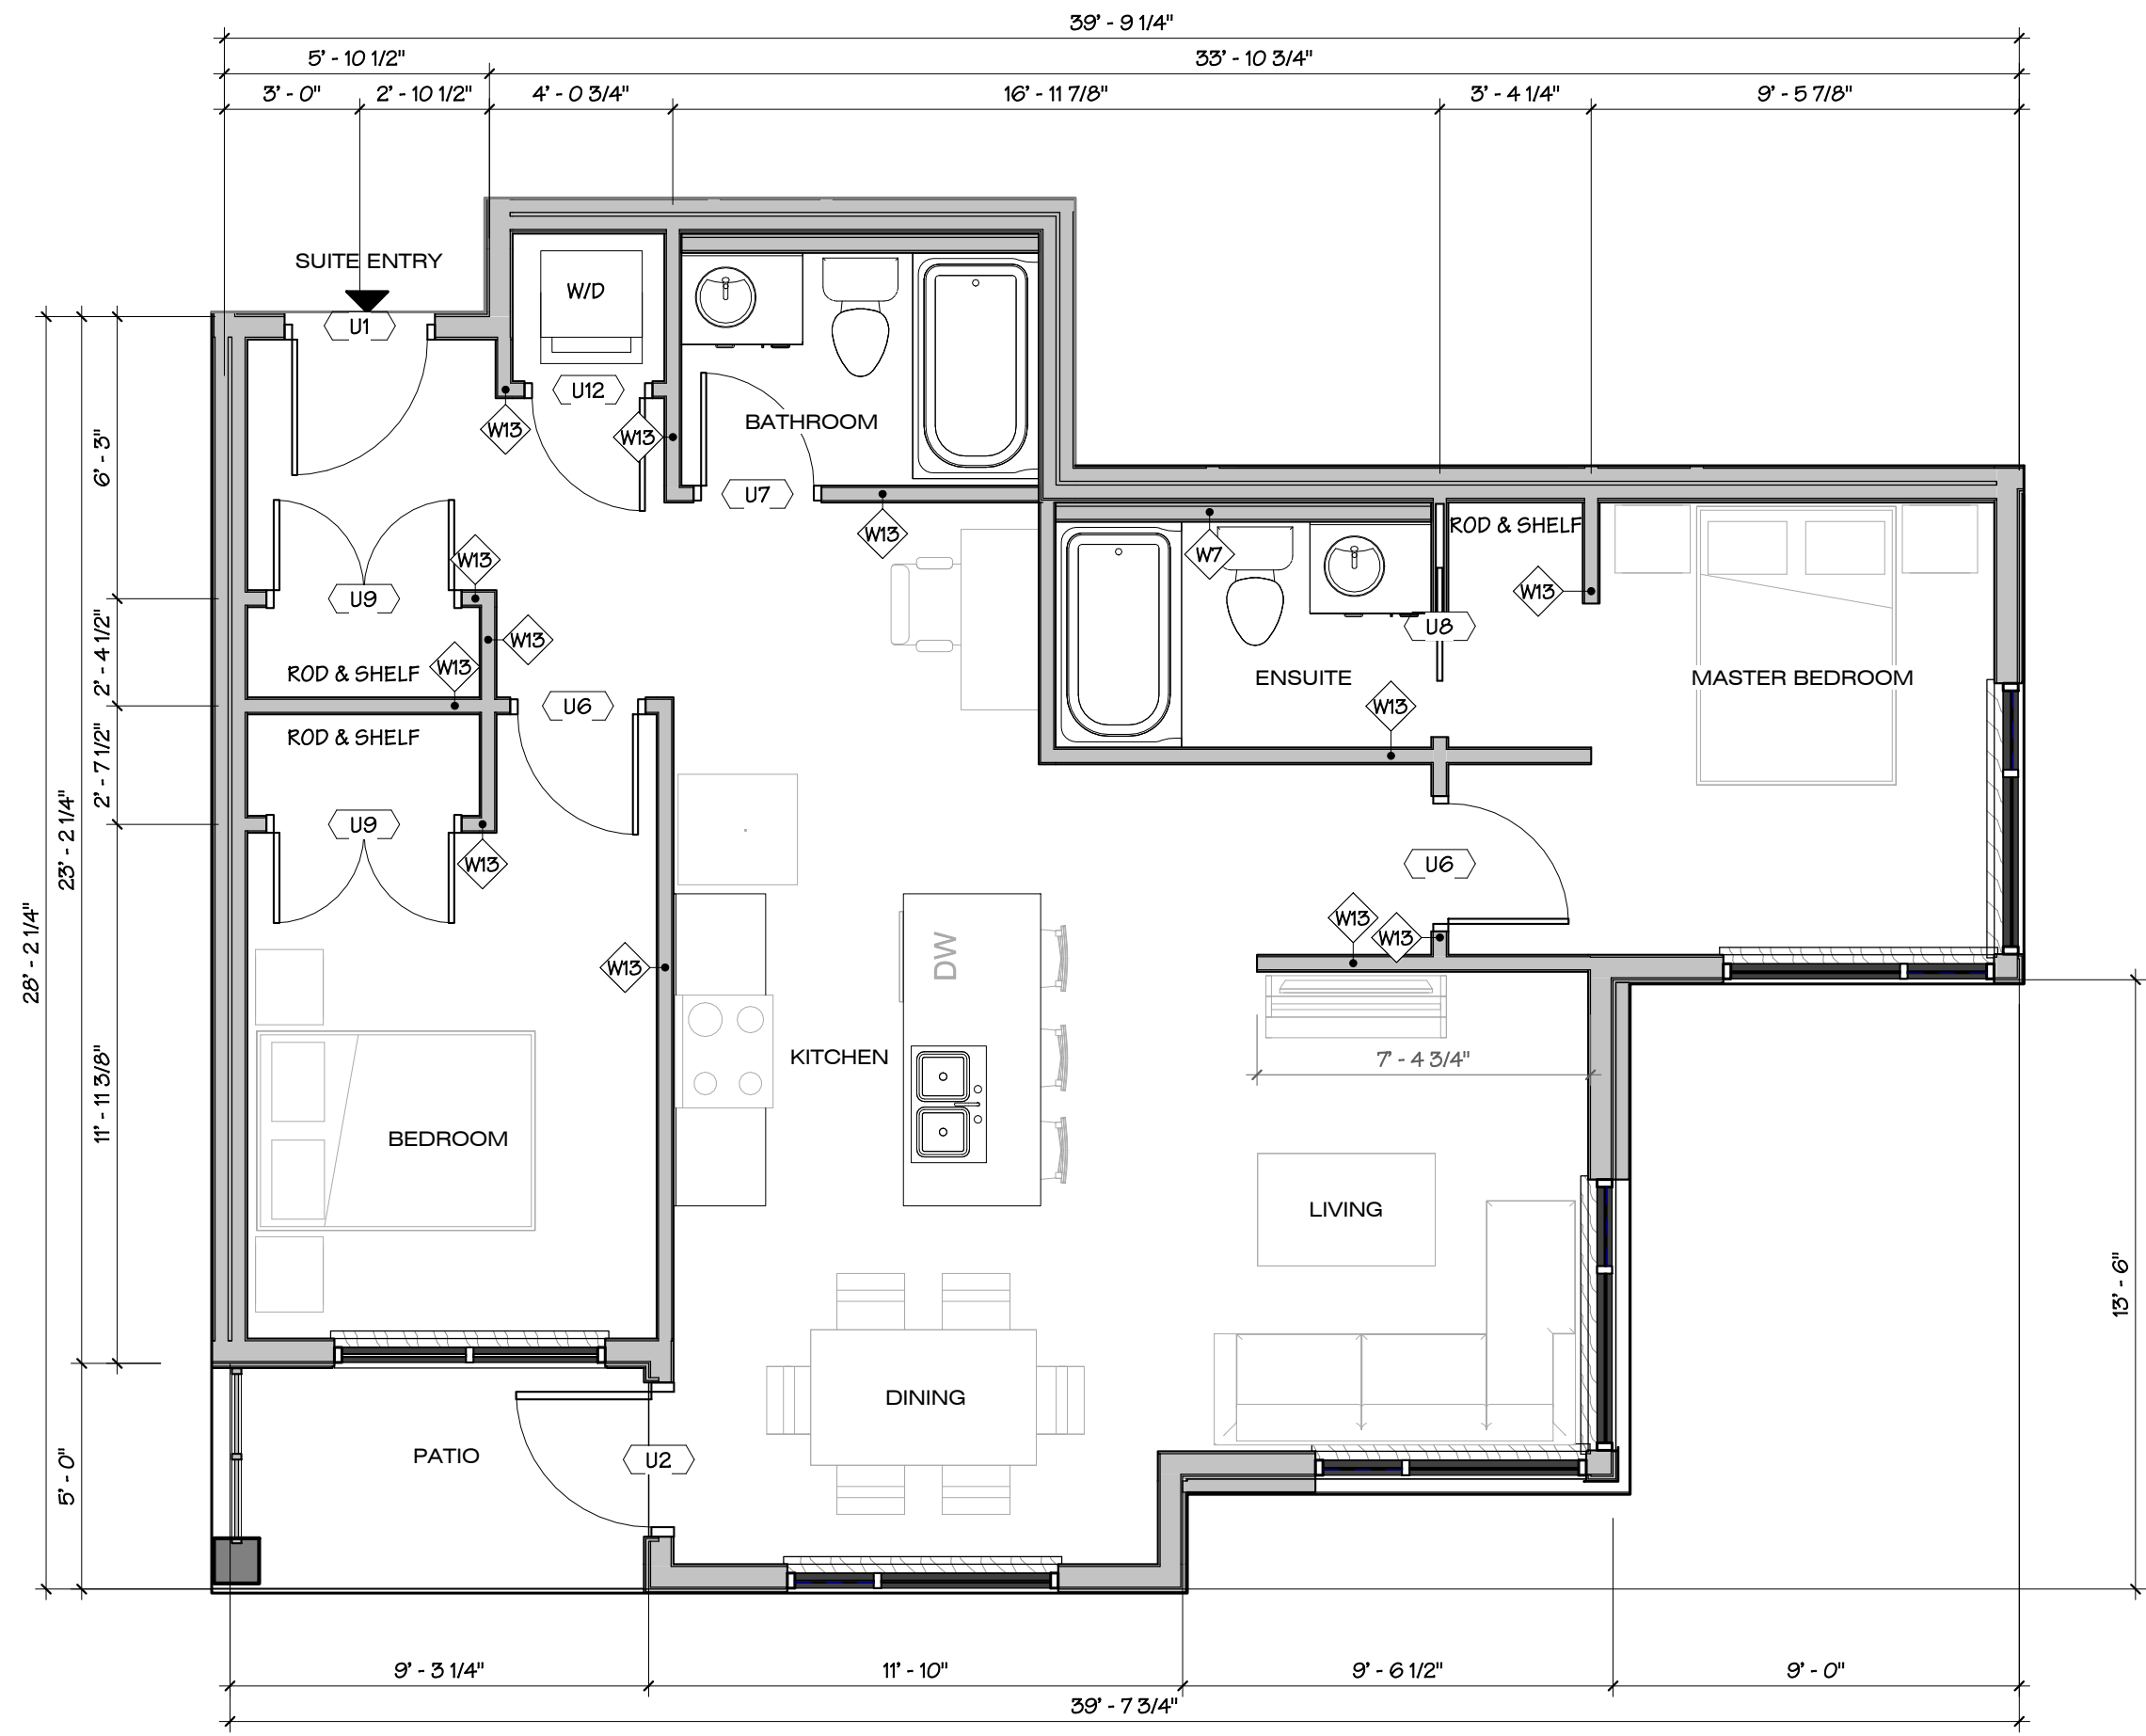 39' - 9 1/4"
5' - 10 1/2"
33' - 10 3/4"
3' - 0"
2' - 10 1/2"
4' - 0 3/4"
16' - 11 7/8"
3' - 4 1/4"
9' - 5 7/8"
SUITE ENTRY
U1
W/D
U12
W13
W13
BATHROOM
U7
W13
6' - 3"
W13
U9
W13
ROD & SHELF
W13
2' - 4 1/2"
W7
ROD & SHELF
W13
U8
ENSUITE
W13
MASTER BEDROOM
U6
ROD & SHELF
2' - 7 1/2"
U9
W13
23' - 2 1/4"
28' - 2 1/4"
U6
W13
W13
W13
DW
KITCHEN
7' - 4 3/4"
11' - 11 3/8"
BEDROOM
LIVING
13' - 6"
DINING
PATIO
U2
5' - 0"
9' - 3 1/4"
11' - 10"
9' - 6 1/2"
9' - 0"
39' - 7 3/4"